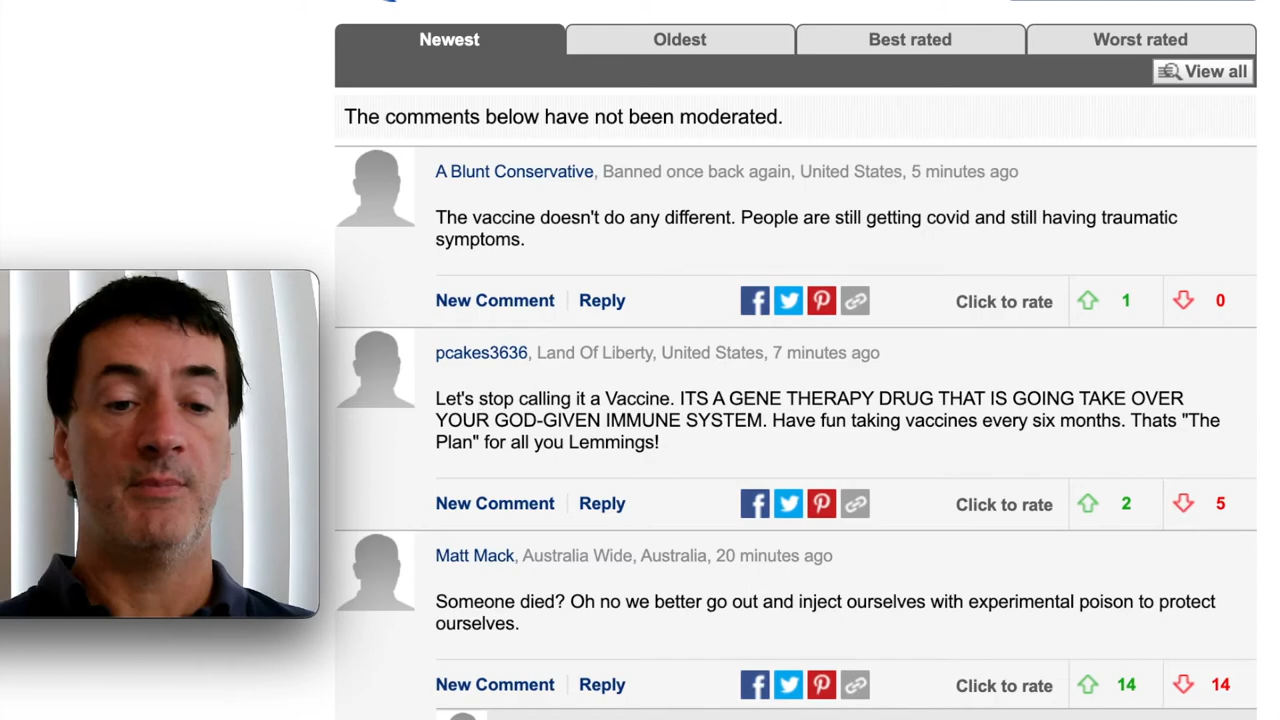 Newest Oldest Best rated Worst rated
View all
The comments below have not been moderated.
A Blunt Conservative, Banned once back again, United States, 5 minutes ago
The vaccine doesn't do any different. People are still getting covid and still having traumatic
symptoms.
New Comment Reply Click to rate 1 0
pcakes3636, Land Of Liberty, United States, 7 minutes ago
Let's stop calling it a Vaccine. ITS A GENE THERAPY DRUG THAT IS GOING TAKE OVER
YOUR GOD-GIVEN IMMUNE SYSTEM. Have fun taking vaccines every six months. Thats "The
Plan" for all you Lemmings!
New Comment Reply Click to rate 2 5
Matt Mack, Australia Wide, Australia, 20 minutes ago
Someone died? Oh no we better go out and inject ourselves with experimental poison to protect
ourselves.
New Comment Reply Click to rate 14 14